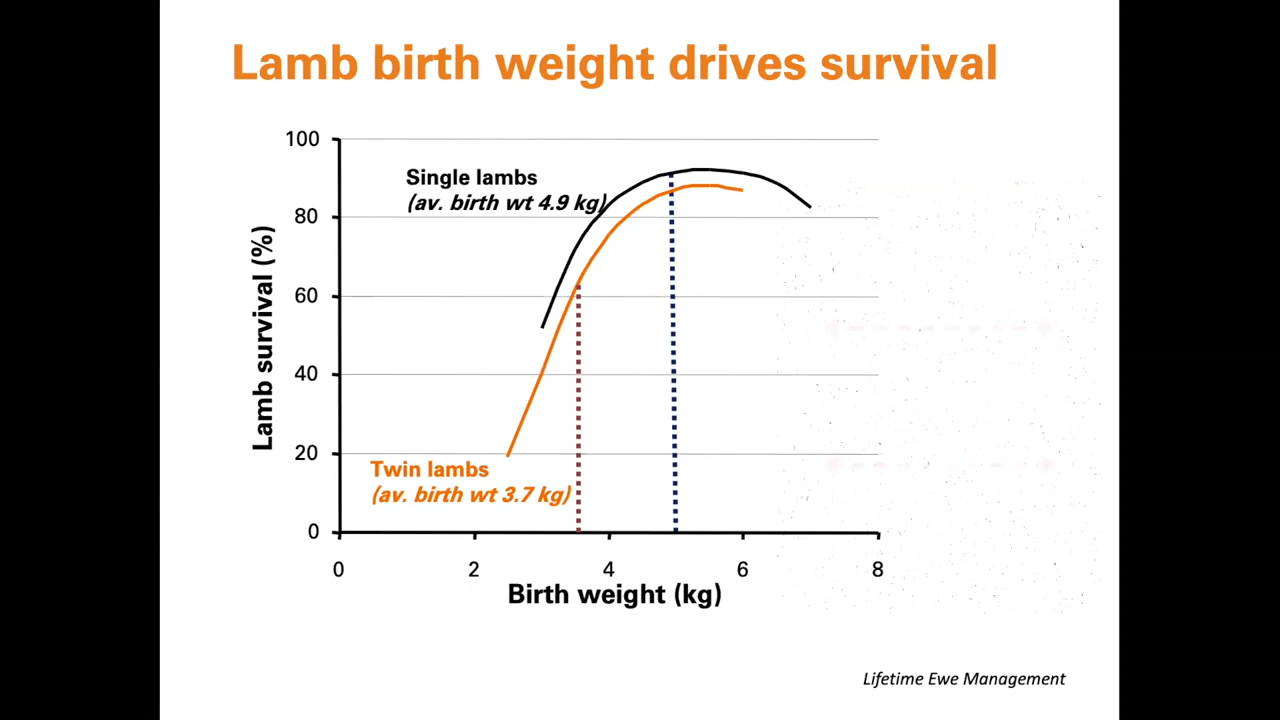 Lamb birth weight drives survival
100
80
60
40
20
0
Lamb survival (%)
Single lambs
(av. birth wt 4.9 kg)
Twin lambs
(av. birth wt 3.7 kg)
0 2 4 6 8
Birth weight (kg)
Lifetime Ewe Management